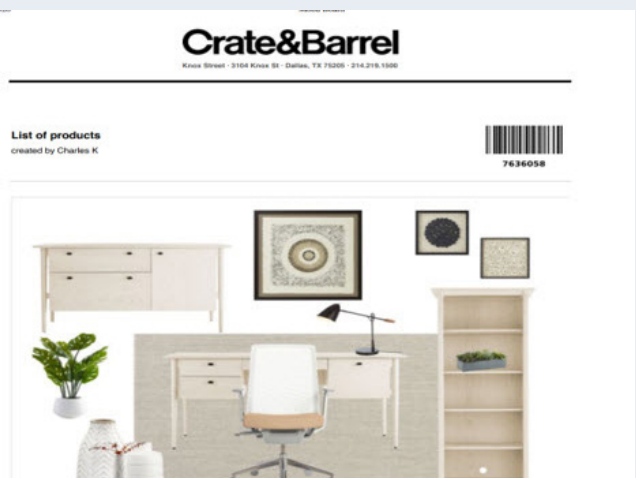 Crate&Barrel
Knox Street · 3104 Knox St · Dallas, TX 75205 · 214.219.1500
List of products
created by Charles K
7636058